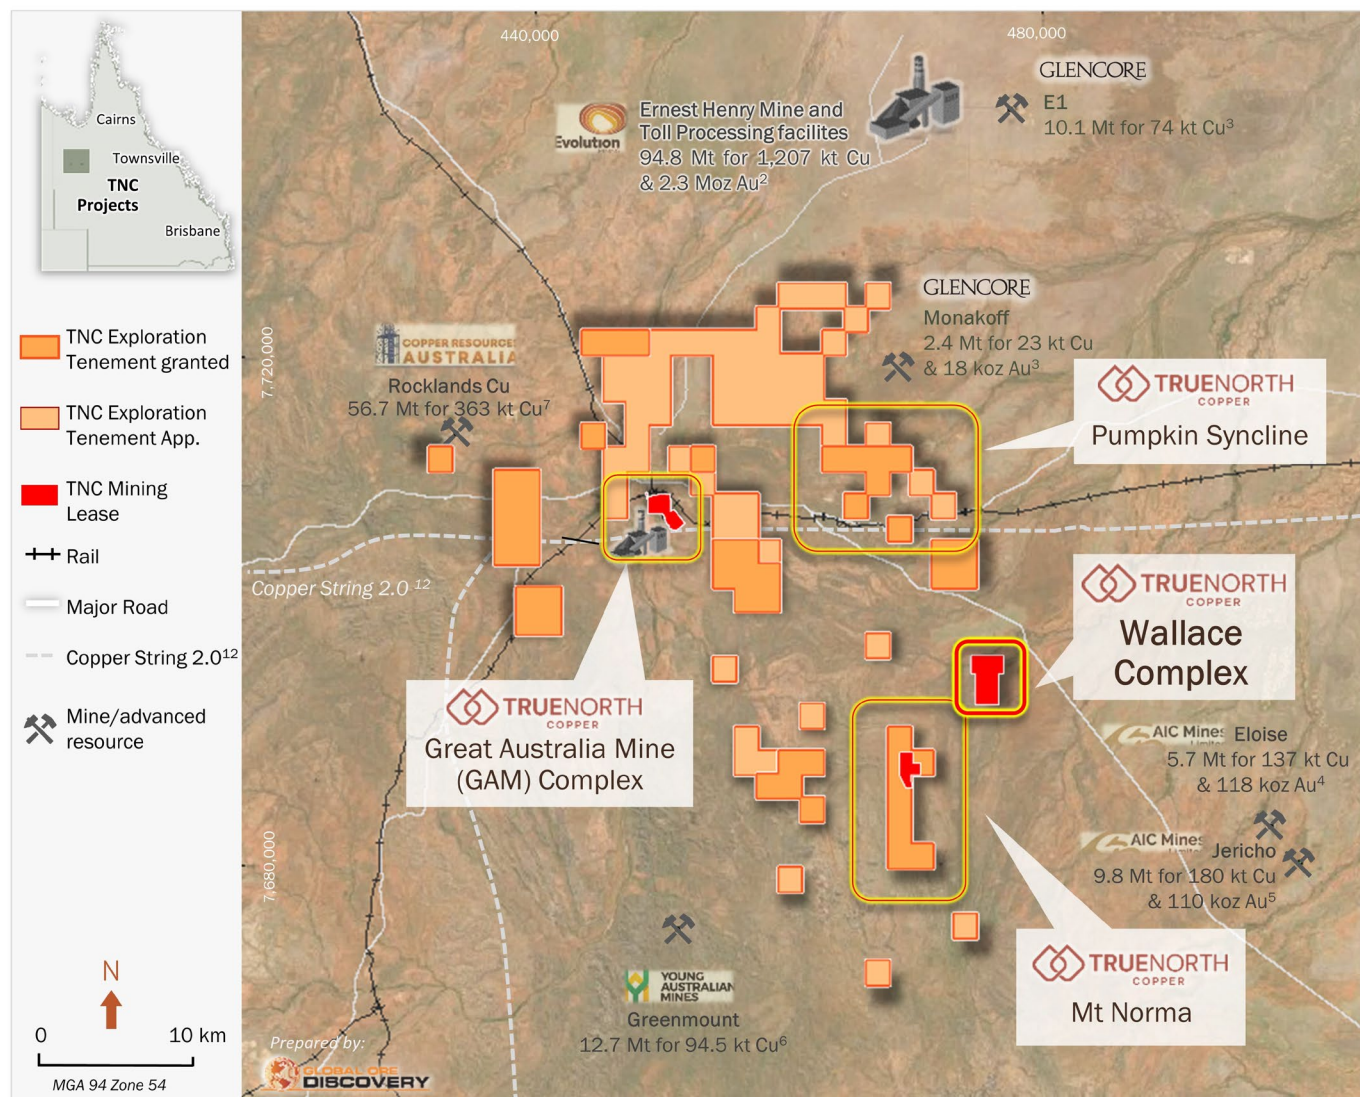 Cairns
Townsville
TNC
Projects
Brisbane
TNC Exploration
Tenement granted
TNC Exploration
Tenement App.
TNC Mining
Lease
Rail
Major Road
Copper String 2.0¹²
Mine/advanced
resource
N
0 10 km
MGA 94 Zone 54
440,000
480,000
7,720,000
7,680,000
Evolution
Ernest Henry Mine and
Toll Processing facilites
94.8 Mt for 1,207 kt Cu
& 2.3 Moz Au²
GLENCORE
E1
10.1 Mt for 74 kt Cu³
GLENCORE
Monakoff
2.4 Mt for 23 kt Cu
& 18 koz Au³
COPPER RESOURCES
AUSTRALIA
Rocklands Cu
56.7 Mt for 363 kt Cu⁷
TRUENORTH
COPPER
Pumpkin Syncline
Copper String 2.0 ¹²
TRUENORTH
COPPER
Wallace
Complex
TRUENORTH
COPPER
Great Australia Mine
(GAM) Complex
AIC Mines
Eloise
5.7 Mt for 137 kt Cu
& 118 koz Au⁴
AIC Mines
Jericho
9.8 Mt for 180 kt Cu
& 110 koz Au⁵
TRUENORTH
COPPER
Mt Norma
YOUNG
AUSTRALIAN
MINES
Greenmount
12.7 Mt for 94.5 kt Cu⁶
Prepared by:
GLOBAL ORE
DISCOVERY